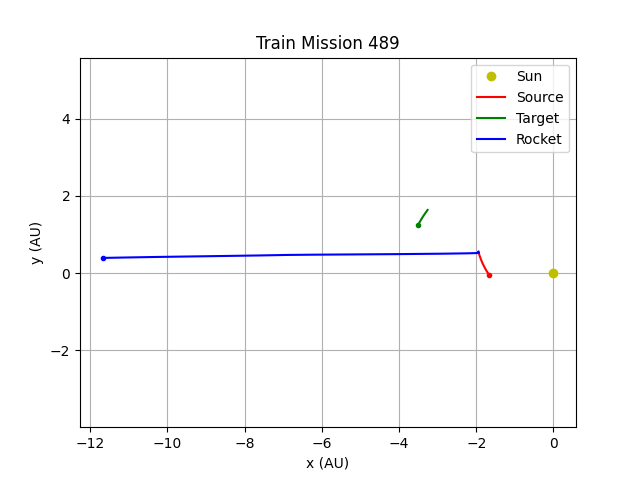 Train Mission 489
Sun
Source
Target
Rocket
4
2
0
−2
y (AU)
−12
−10
−8
−6
−4
−2
0
x (AU)